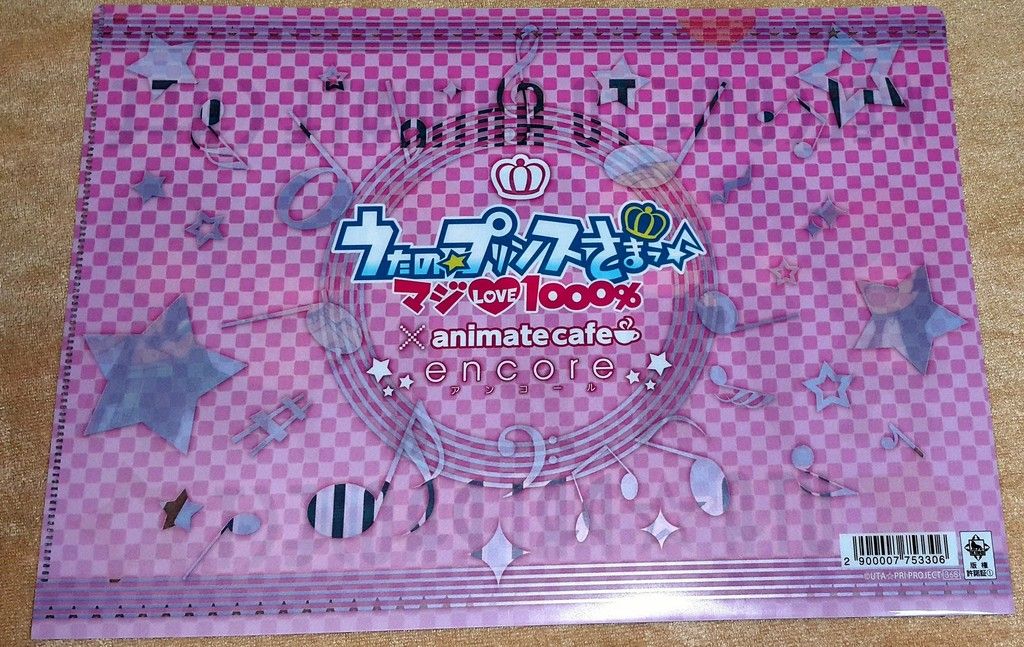 うたの☆プリンスさまっ♪
マジLOVE1000%
×animatecafe
encore
アンコール
2 900007 753306
©UTA☆PRI PROJECT
版権
許諾証①